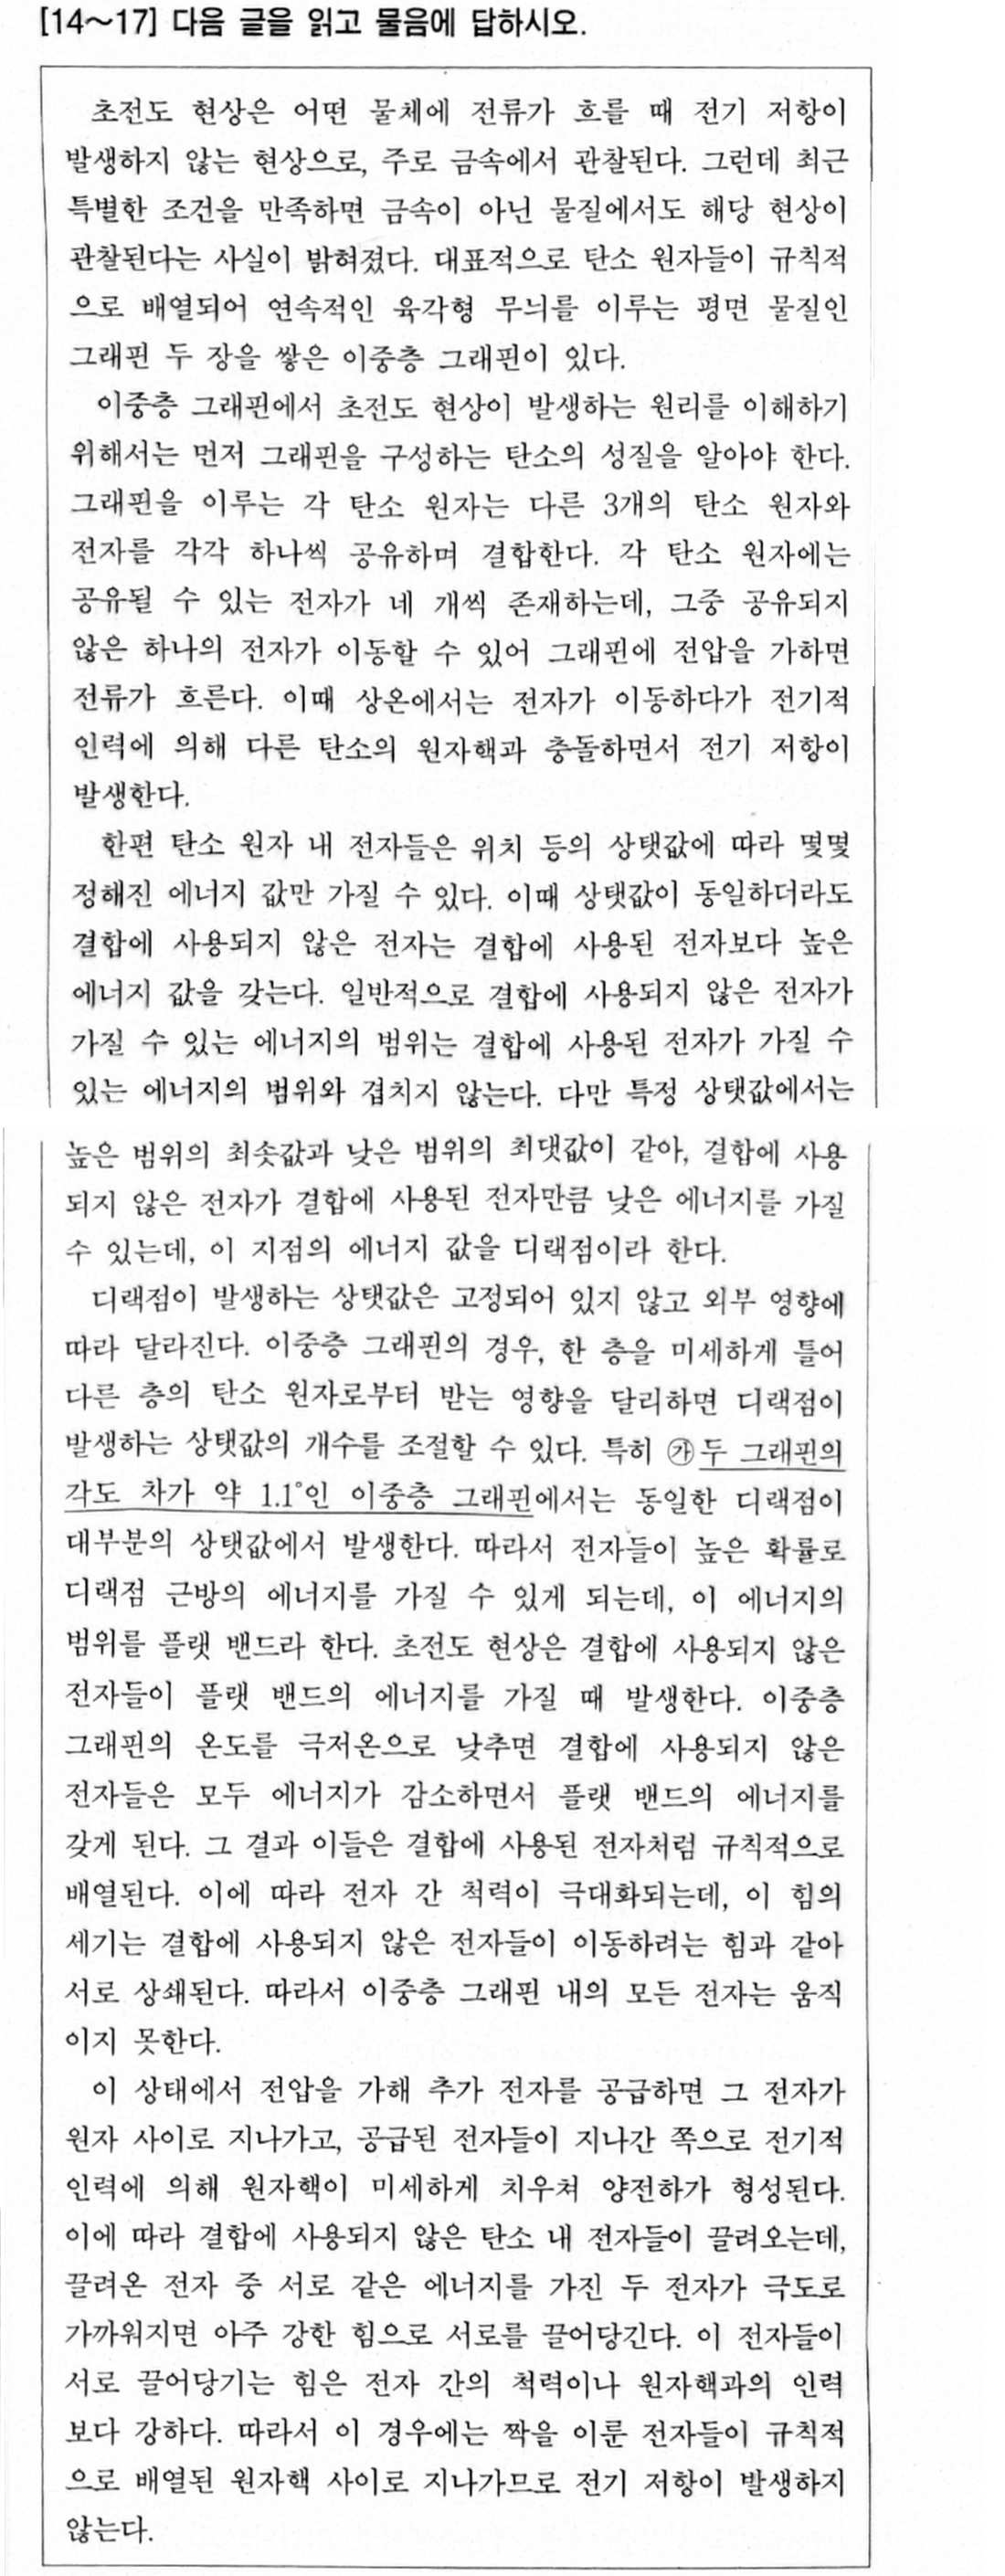 [14～17] 다음 글을 읽고 물음에 답하시오.
초전도 현상은 어떤 물체에 전류가 흐를 때 전기 저항이
발생하지 않는 현상으로, 주로 금속에서 관찰된다. 그런데 최근
특별한 조건을 만족하면 금속이 아닌 물질에서도 해당 현상이
관찰된다는 사실이 밝혀졌다. 대표적으로 탄소 원자들이 규칙적
으로 배열되어 연속적인 육각형 무늬를 이루는 평면 물질인
그래핀 두 장을 쌓은 이중층 그래핀이 있다.
이중층 그래핀에서 초전도 현상이 발생하는 원리를 이해하기
위해서는 먼저 그래핀을 구성하는 탄소의 성질을 알아야 한다.
그래핀을 이루는 각 탄소 원자는 다른 3개의 탄소 원자와
전자를 각각 하나씩 공유하며 결합한다. 각 탄소 원자에는
공유될 수 있는 전자가 네 개씩 존재하는데, 그중 공유되지
않은 하나의 전자가 이동할 수 있어 그래핀에 전압을 가하면
전류가 흐른다. 이때 상온에서는 전자가 이동하다가 전기적
인력에 의해 다른 탄소의 원자핵과 충돌하면서 전기 저항이
발생한다.
한편 탄소 원자 내 전자들은 위치 등의 상탯값에 따라 몇몇
정해진 에너지 값만 가질 수 있다. 이때 상탯값이 동일하더라도
결합에 사용되지 않은 전자는 결합에 사용된 전자보다 높은
에너지 값을 갖는다. 일반적으로 결합에 사용되지 않은 전자가
가질 수 있는 에너지의 범위는 결합에 사용된 전자가 가질 수
있는 에너지의 범위와 겹치지 않는다. 다만 특정 상탯값에서는
높은 범위의 최솟값과 낮은 범위의 최댓값이 같아, 결합에 사용
되지 않은 전자가 결합에 사용된 전자만큼 낮은 에너지를 가질
수 있는데, 이 지점의 에너지 값을 디랙점이라 한다.
디랙점이 발생하는 상탯값은 고정되어 있지 않고 외부 영향에
따라 달라진다. 이중층 그래핀의 경우, 한 층을 미세하게 틀어
다른 층의 탄소 원자로부터 받는 영향을 달리하면 디랙점이
발생하는 상탯값의 개수를 조절할 수 있다. 특히 ㉮두 그래핀의
각도 차가 약 1.1°인 이중층 그래핀에서는 동일한 디랙점이
대부분의 상탯값에서 발생한다. 따라서 전자들이 높은 확률로
디랙점 근방의 에너지를 가질 수 있게 되는데, 이 에너지의
범위를 플랫 밴드라 한다. 초전도 현상은 결합에 사용되지 않은
전자들이 플랫 밴드의 에너지를 가질 때 발생한다. 이중층
그래핀의 온도를 극저온으로 낮추면 결합에 사용되지 않은
전자들은 모두 에너지가 감소하면서 플랫 밴드의 에너지를
갖게 된다. 그 결과 이들은 결합에 사용된 전자처럼 규칙적으로
배열된다. 이에 따라 전자 간 척력이 극대화되는데, 이 힘의
세기는 결합에 사용되지 않은 전자들이 이동하려는 힘과 같아
서로 상쇄된다. 따라서 이중층 그래핀 내의 모든 전자는 움직
이지 못한다.
이 상태에서 전압을 가해 추가 전자를 공급하면 그 전자가
원자 사이로 지나가고, 공급된 전자들이 지나간 쪽으로 전기적
인력에 의해 원자핵이 미세하게 치우쳐 양전하가 형성된다.
이에 따라 결합에 사용되지 않은 탄소 내 전자들이 끌려오는데,
끌려온 전자 중 서로 같은 에너지를 가진 두 전자가 극도로
가까워지면 아주 강한 힘으로 서로를 끌어당긴다. 이 전자들이
서로 끌어당기는 힘은 전자 간의 척력이나 원자핵과의 인력
보다 강하다. 따라서 이 경우에는 짝을 이룬 전자들이 규칙적
으로 배열된 원자핵 사이로 지나가므로 전기 저항이 발생하지
않는다.